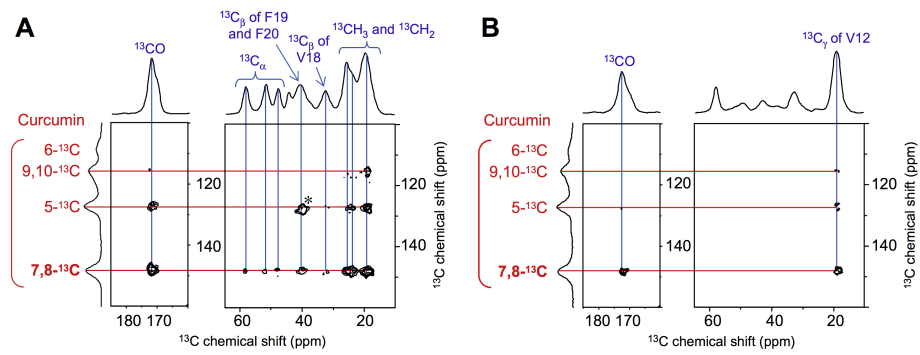 A
¹³CO
¹³Cβ of F19
and F20
¹³Cβ of
V18
¹³CH₃ and ¹³CH₂
¹³Cα
Curcumin
6-¹³C
9,10-¹³C
5-¹³C
7,8-¹³C
*
120
140
120
140
¹³C chemical shift (ppm)
180 170
60 40 20
¹³C chemical shift (ppm)
B
¹³CO
¹³Cγ of V12
Curcumin
6-¹³C
9,10-¹³C
5-¹³C
7,8-¹³C
120
140
120
140
¹³C chemical shift (ppm)
180 170
60 40 20
¹³C chemical shift (ppm)